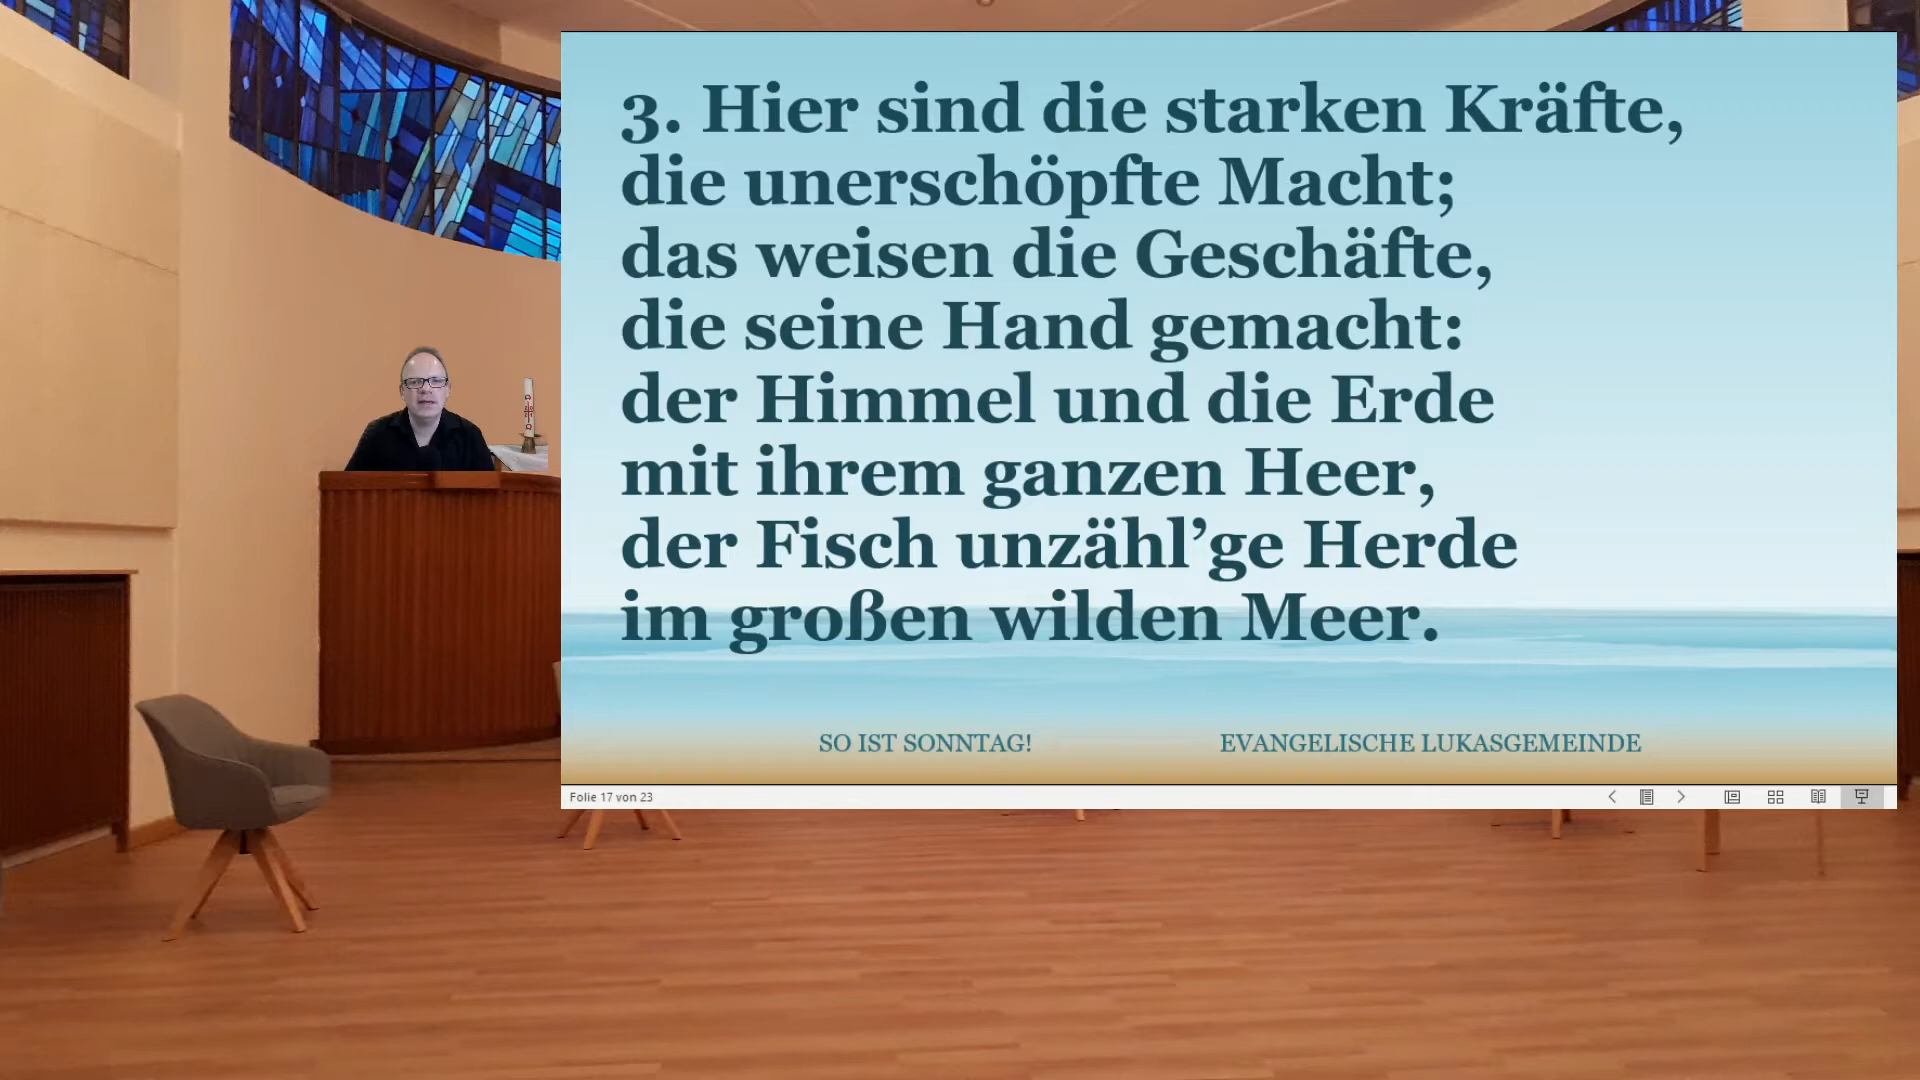 3. Hier sind die starken Kräfte,
die unerschöpfte Macht;
das weisen die Geschäfte,
die seine Hand gemacht:
der Himmel und die Erde
mit ihrem ganzen Heer,
der Fisch unzähl’ge Herde
im großen wilden Meer.
SO IST SONNTAG! EVANGELISCHE LUKASGEMEINDE
Folie 17 von 23